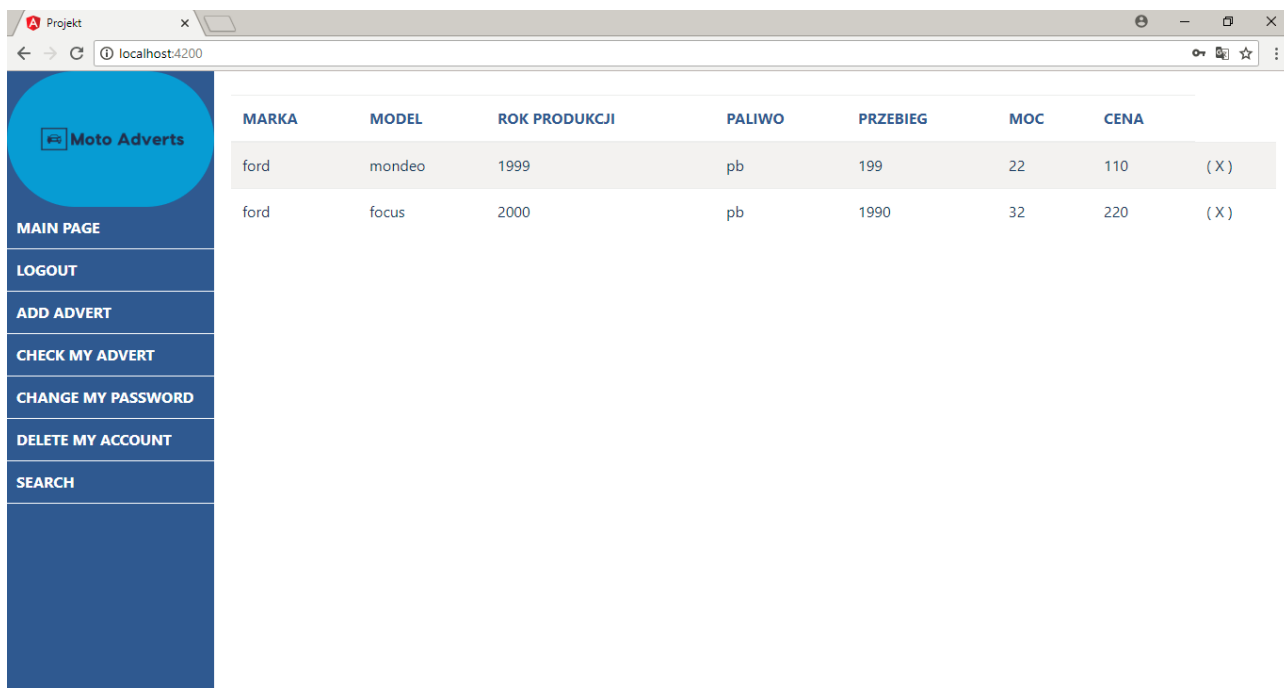 Projekt
localhost:4200
Moto Adverts
MAIN PAGE
LOGOUT
ADD ADVERT
CHECK MY ADVERT
CHANGE MY PASSWORD
DELETE MY ACCOUNT
SEARCH
MARKA MODEL ROK PRODUKCJI PALIWO PRZEBIEG MOC CENA
ford mondeo 1999 pb 199 22 110 ( X )
ford focus 2000 pb 1990 32 220 ( X )